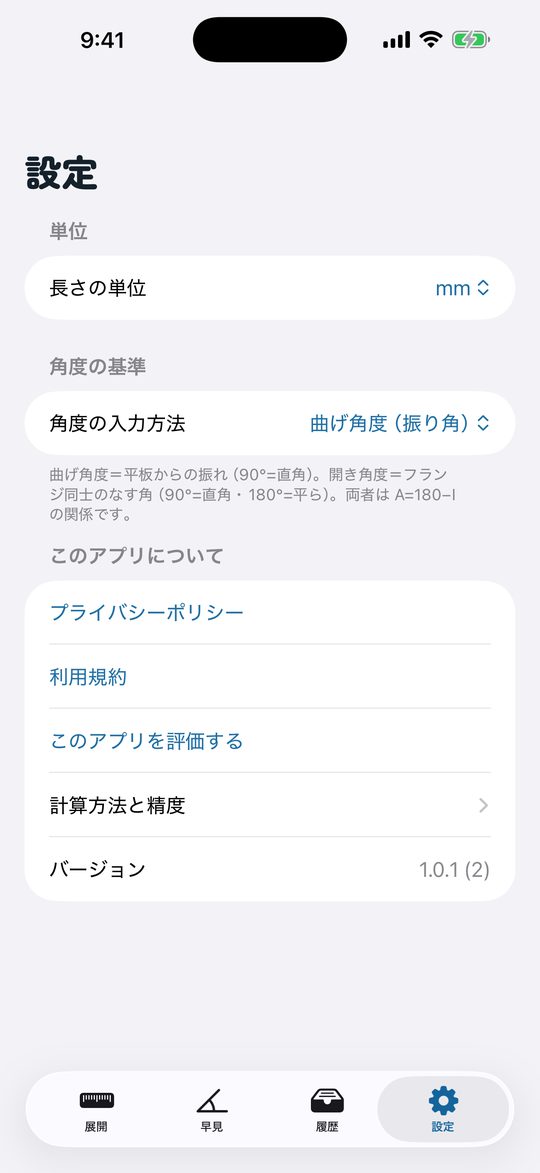 9:41
設定
単位
長さの単位 mm
角度の基準
角度の入力方法 曲げ角度（振り角）
曲げ角度＝平板からの振れ（90°=直角）。開き角度＝フラン
ジ同士のなす角（90°=直角・180°=平ら）。両者は A=180−I
の関係です。
このアプリについて
プライバシーポリシー
利用規約
このアプリを評価する
計算方法と精度
バージョン 1.0.1 (2)
展開 早見 履歴 設定